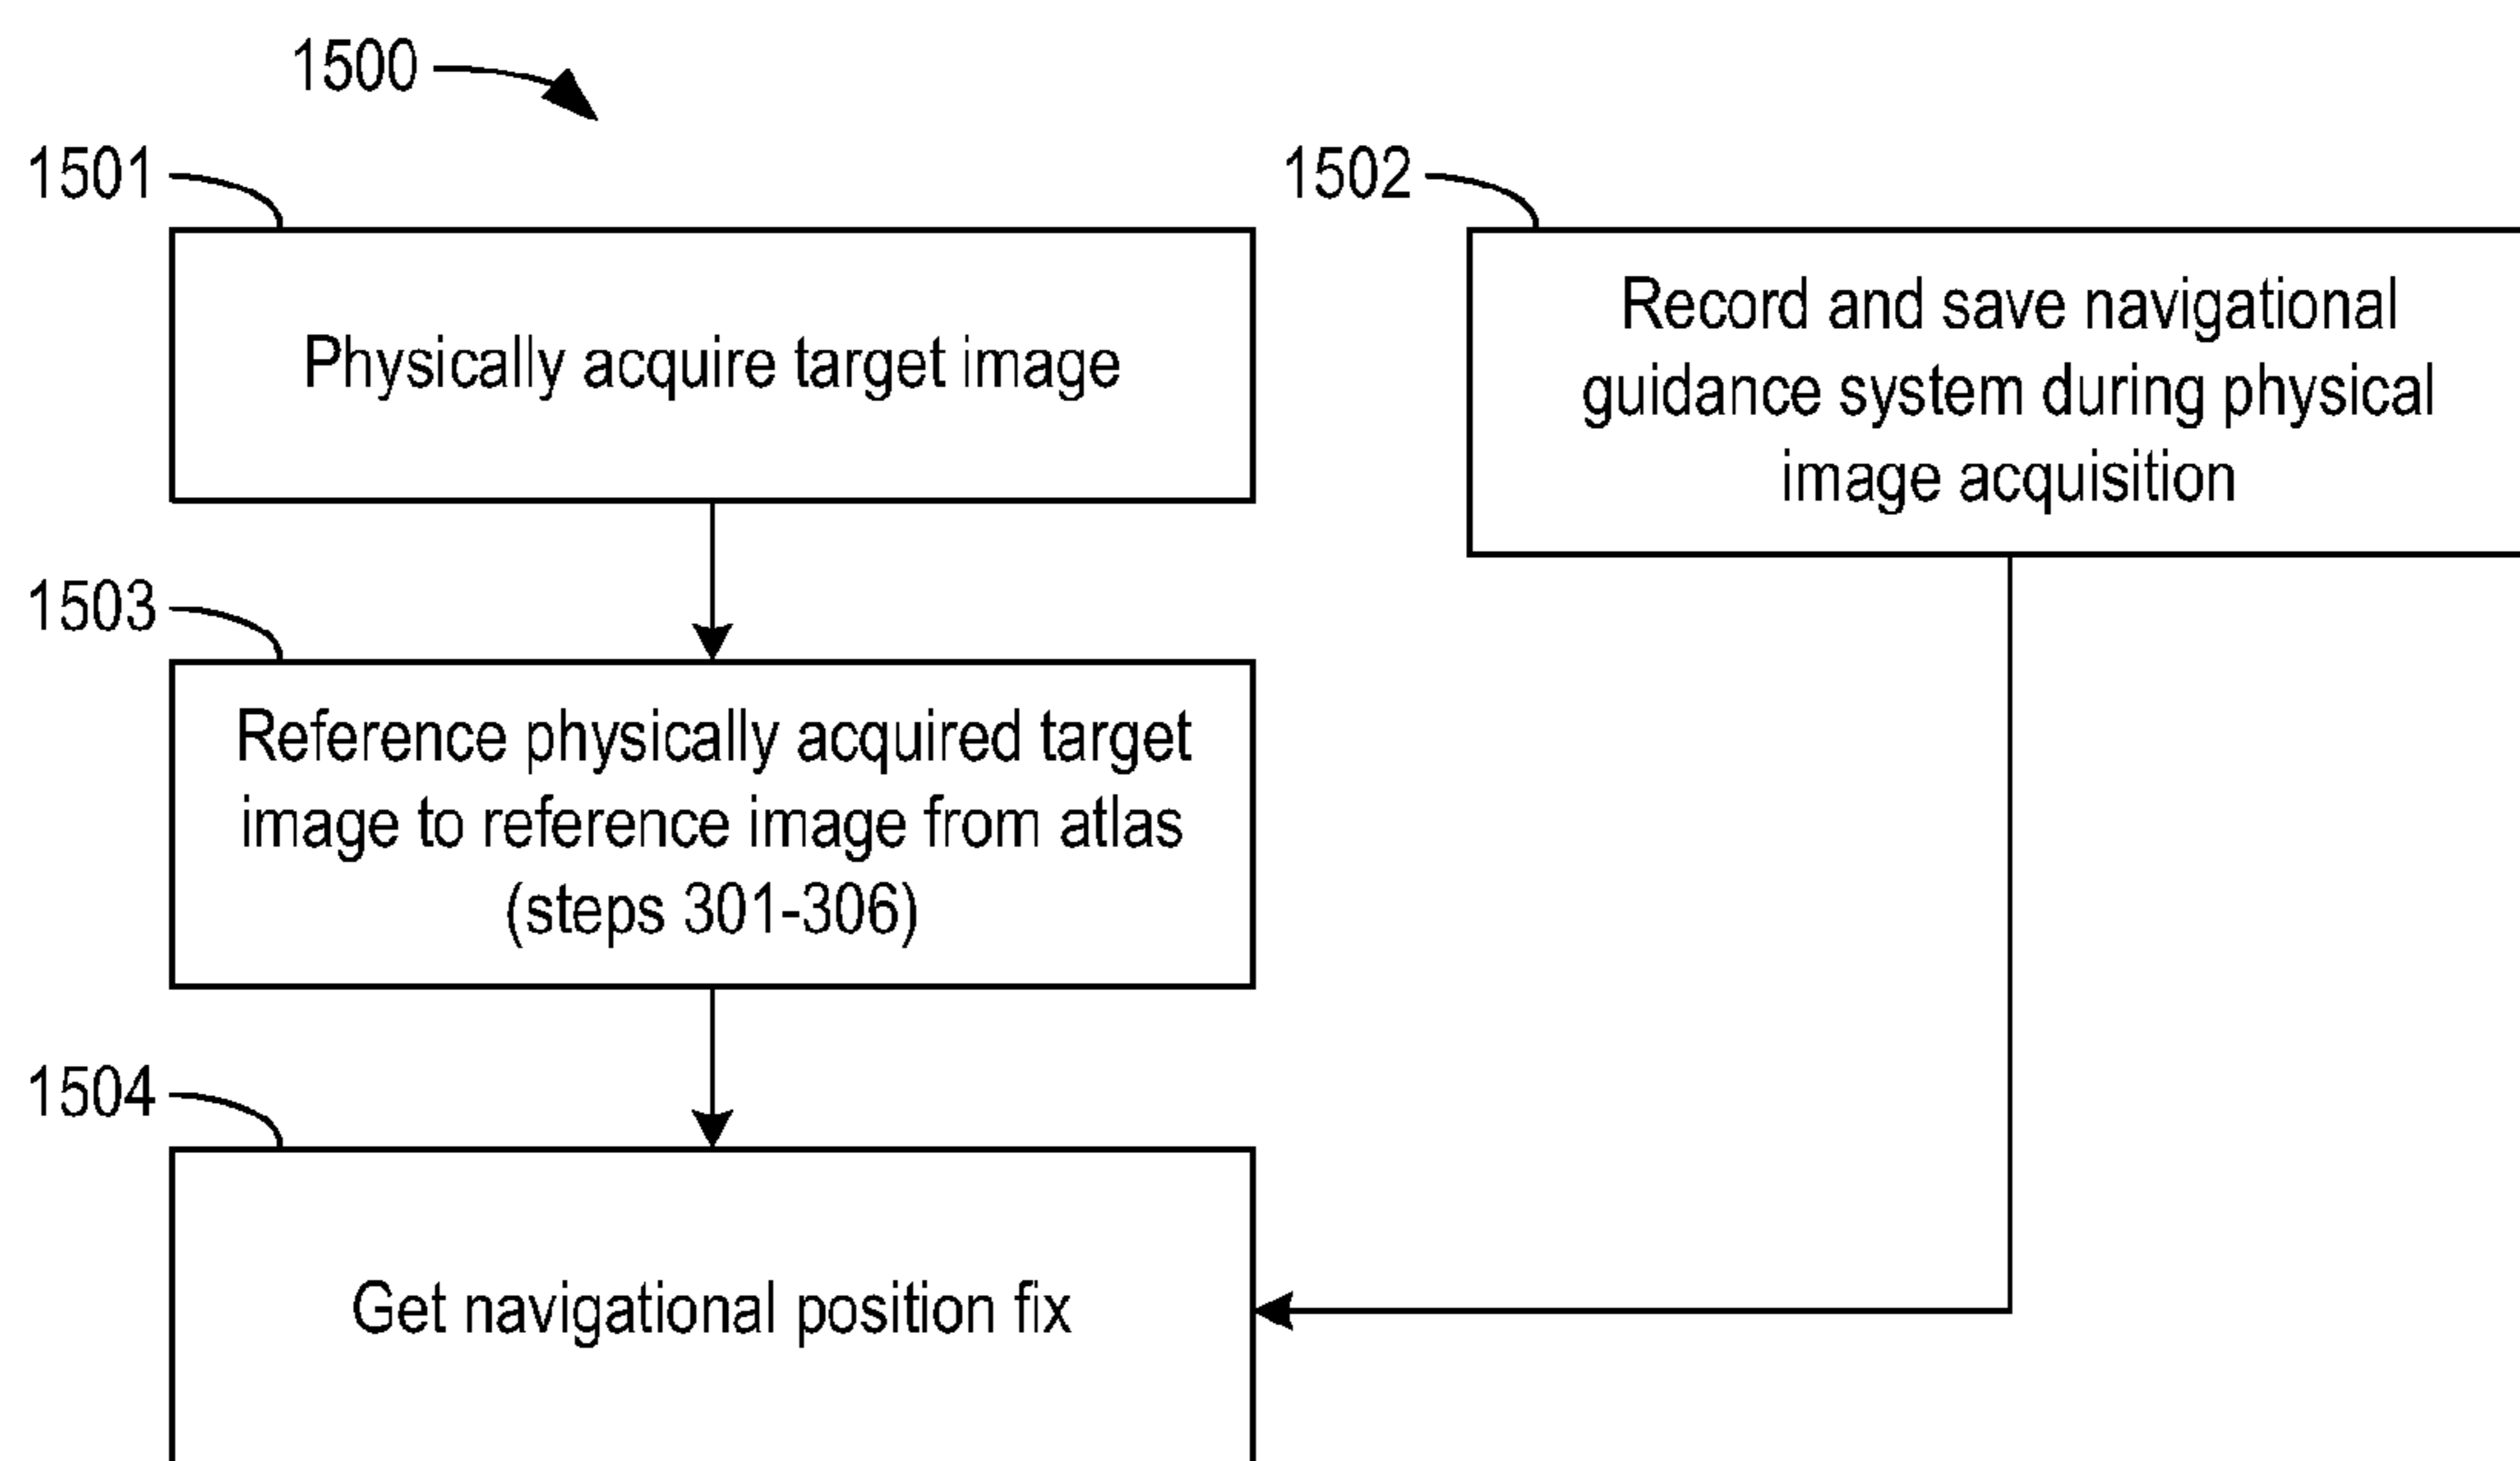 1500
1501
Physically acquire target image
1502
Record and save navigational
guidance system during physical
image acquisition
1503
Reference physically acquired target
image to reference image from atlas
(steps 301-306)
1504
Get navigational position fix